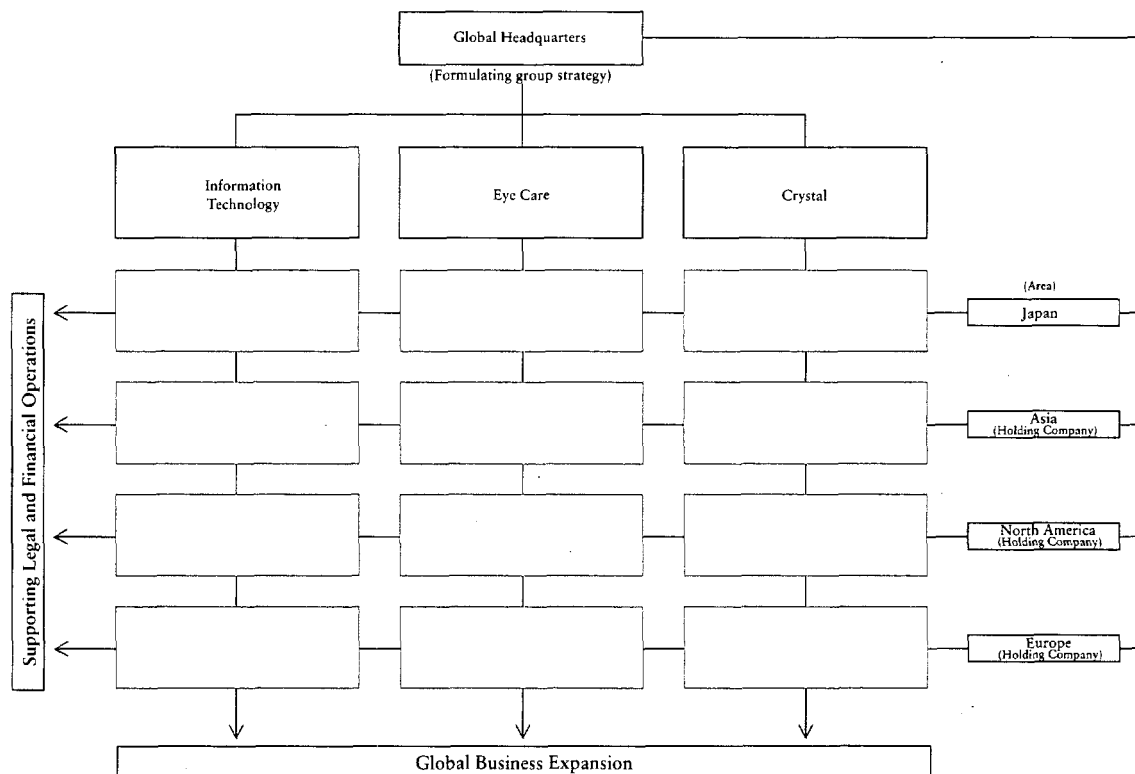 Global Headquarters
(Formulating group strategy)
Information
Technology
Eye Care
Crystal
(Area)
Japan
Asia
(Holding Company)
North America
(Holding Company)
Europe
(Holding Company)
Supporting Legal and Financial Operations
Global Business Expansion